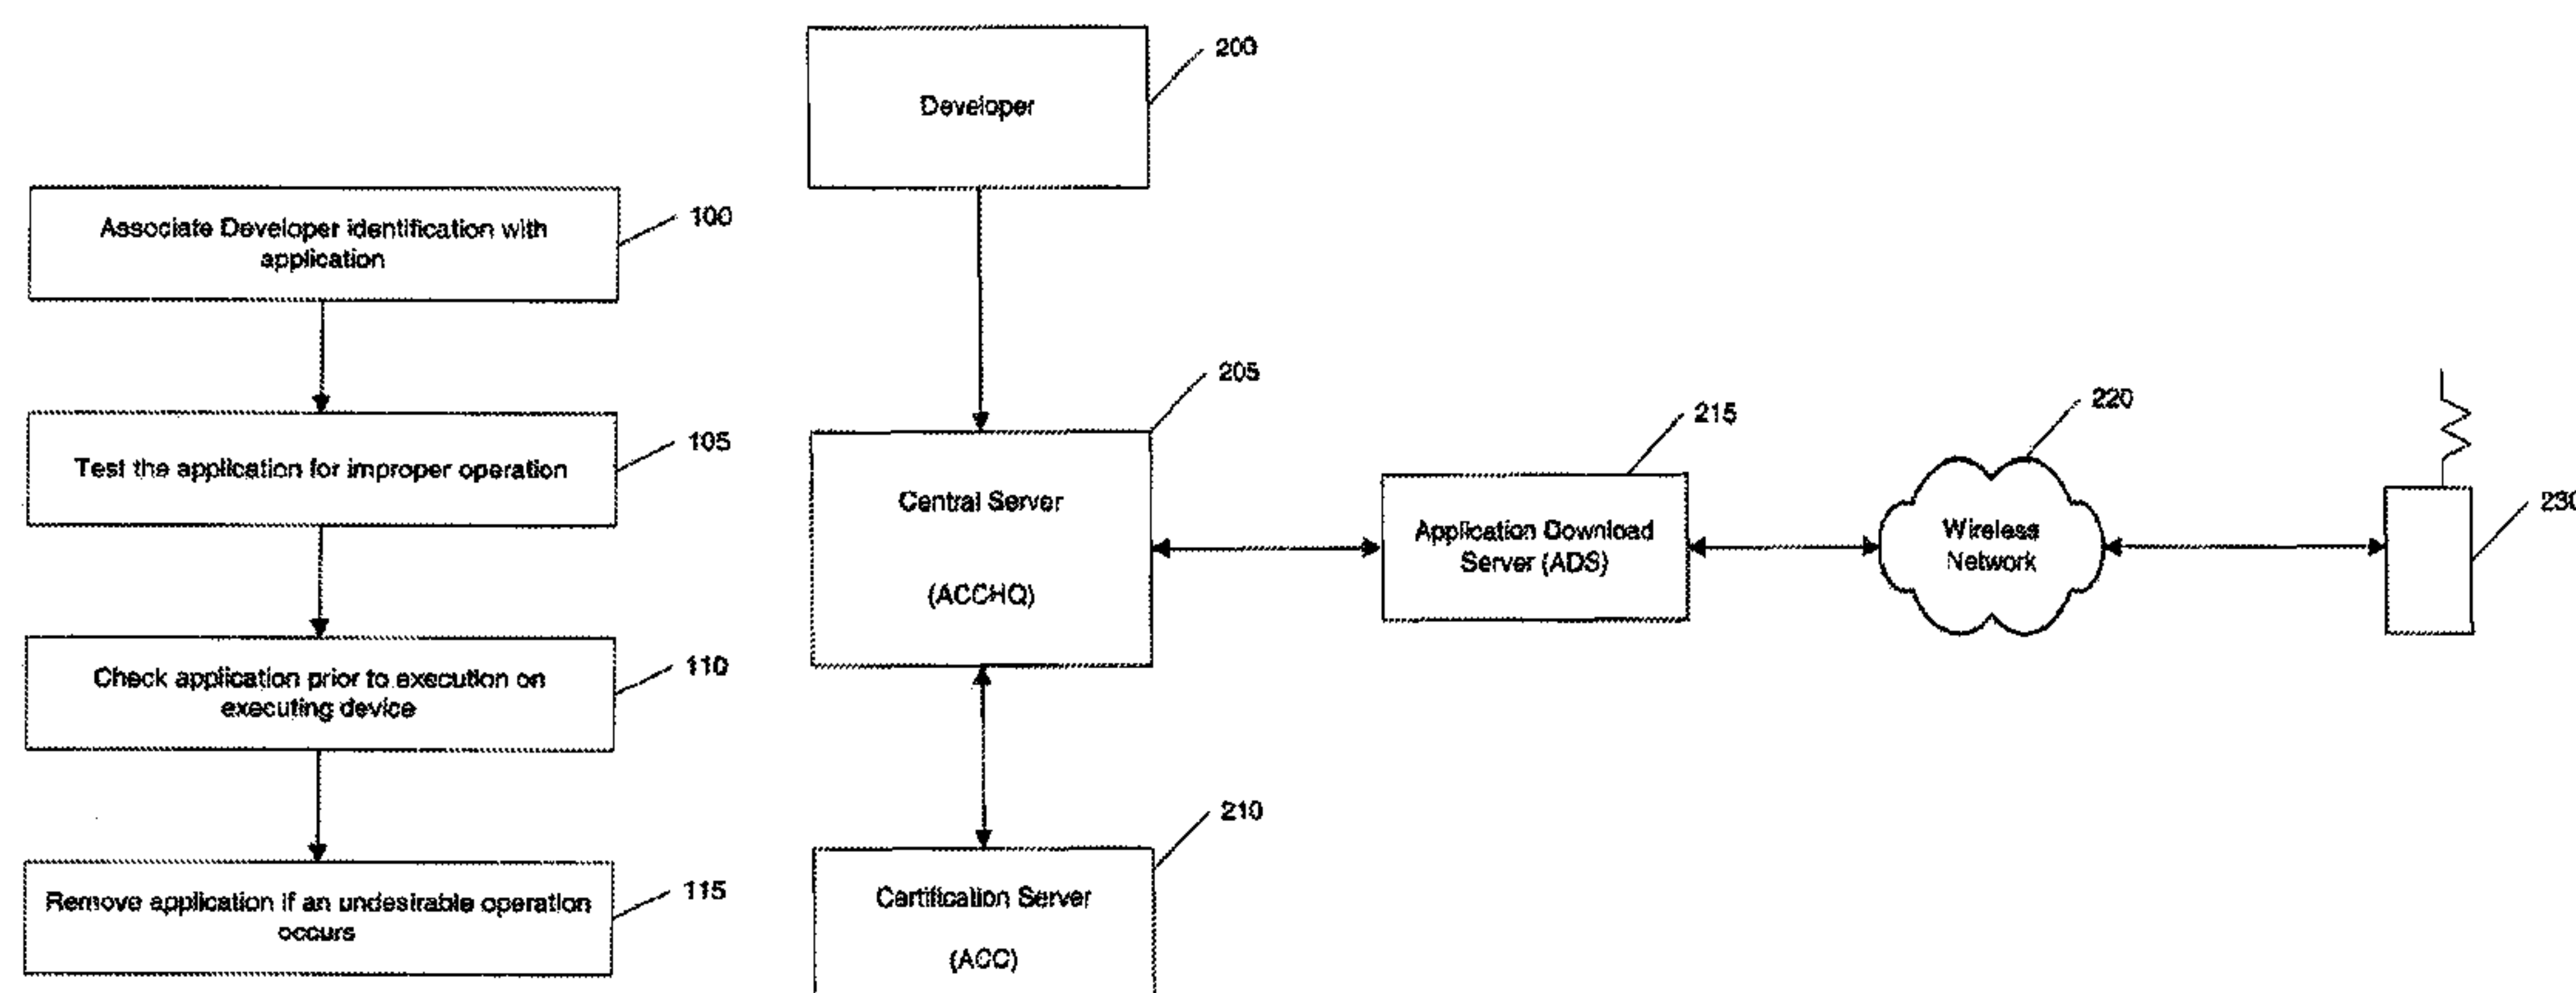 Associate Developer identification with
application
100
Test the application for improper operation
105
Check application prior to execution on
executing device
110
Remove application if an undesirable operation
occurs
115
Developer
200
Central Server
(ACCHQ)
205
Certification Server
(ACC)
210
Application Download
Server (ADS)
215
Wireless
Network
220
230